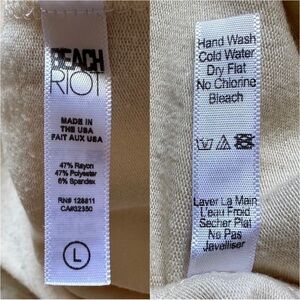 BEACH
RIOT
MADE IN
THE USA
FAIT AUX USA
47% Rayon
47% Polyester
6% Spandex
RN# 128811
CA#32350
L
Hand Wash
Cold Water
Dry Flat
No Chlorine
Bleach
Laver La Main
L'eau Froid
Secher Plat
Ne Pas
Javelliser